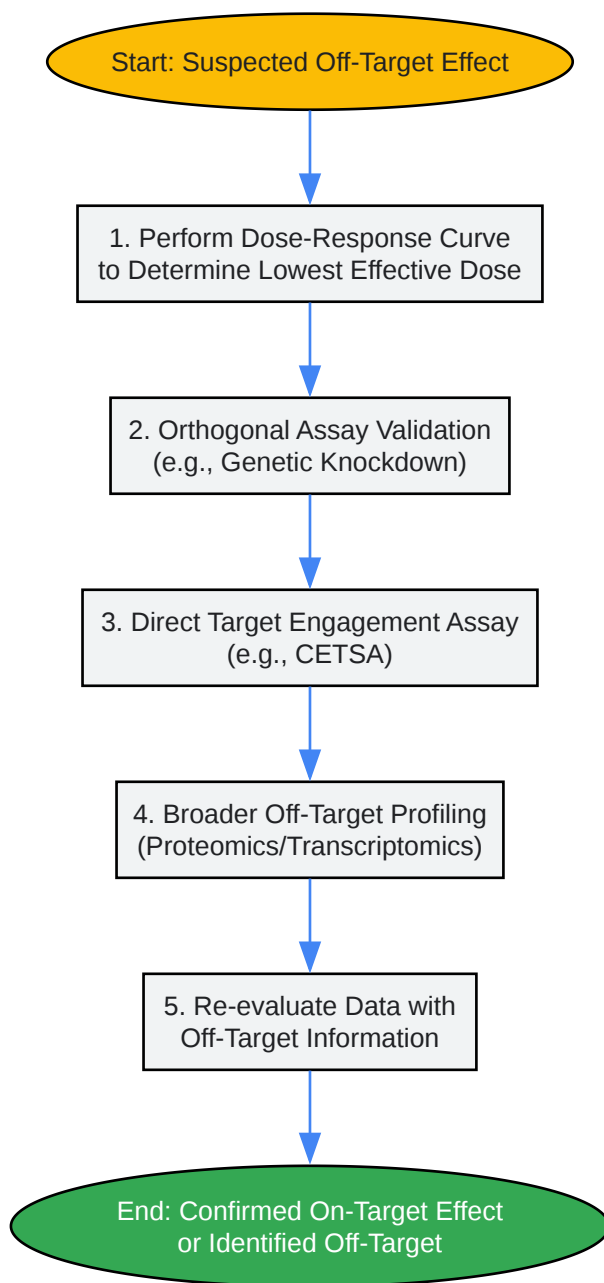 Start: Suspected Off-Target Effect
1. Perform Dose-Response Curve
to Determine Lowest Effective Dose
2. Orthogonal Assay Validation
(e.g., Genetic Knockdown)
3. Direct Target Engagement Assay
(e.g., CETSA)
4. Broader Off-Target Profiling
(Proteomics/Transcriptomics)
5. Re-evaluate Data with
Off-Target Information
End: Confirmed On-Target Effect
or Identified Off-Target